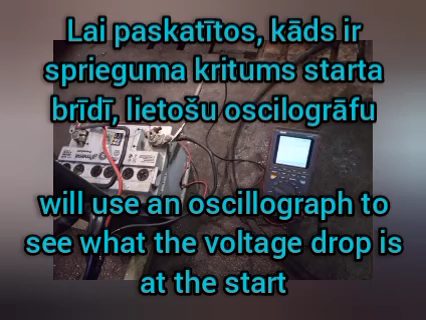 Lai paskatītos, kāds ir
sprieguma kritums starta
brīdī, lietošu oscilogrāfu
will use an oscillograph to
see what the voltage drop is
at the start